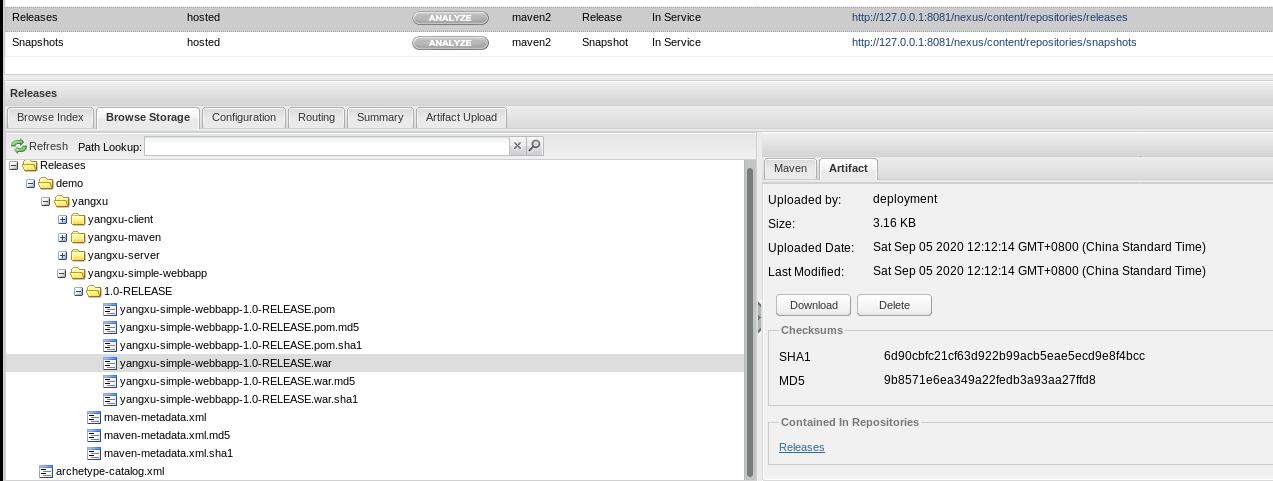 Releases hosted ANALYZE maven2 Release In Service http://127.0.0.1:8081/nexus/content/repositories/releases
Snapshots hosted ANALYZE maven2 Snapshot In Service http://127.0.0.1:8081/nexus/content/repositories/snapshots
Releases
Browse Index Browse Storage Configuration Routing Summary Artifact Upload
Refresh Path Lookup:
Releases
demo
yangxu
yangxu-client
yangxu-maven
yangxu-server
yangxu-simple-webbapp
1.0-RELEASE
yangxu-simple-webbapp-1.0-RELEASE.pom
yangxu-simple-webbapp-1.0-RELEASE.pom.md5
yangxu-simple-webbapp-1.0-RELEASE.pom.sha1
yangxu-simple-webbapp-1.0-RELEASE.war
yangxu-simple-webbapp-1.0-RELEASE.war.md5
yangxu-simple-webbapp-1.0-RELEASE.war.sha1
maven-metadata.xml
maven-metadata.xml.md5
maven-metadata.xml.sha1
archetype-catalog.xml
Maven Artifact
Uploaded by: deployment
Size: 3.16 KB
Uploaded Date: Sat Sep 05 2020 12:12:14 GMT+0800 (China Standard Time)
Last Modified: Sat Sep 05 2020 12:12:14 GMT+0800 (China Standard Time)
Download Delete
Checksums
SHA1 6d90cbfc21cf63d922b99acb5eae5ecd9e8f4bcc
MD5 9b8571e6ea349a22fedb3a93aa27ffd8
Contained In Repositories
Releases